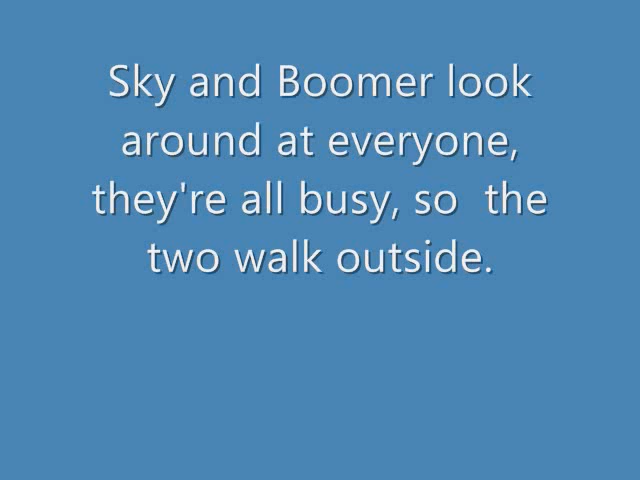 Sky and Boomer look
around at everyone,
they're all busy, so  the
two walk outside.